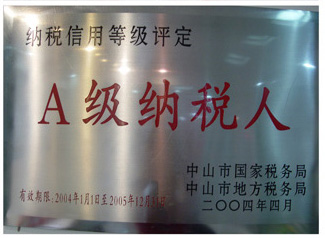 纳税信用等级评定
A级纳税人
中山市国家税务局
中山市地方税务局
有效期限:2004年1月1日至2005年12月31日
二〇〇四年四月